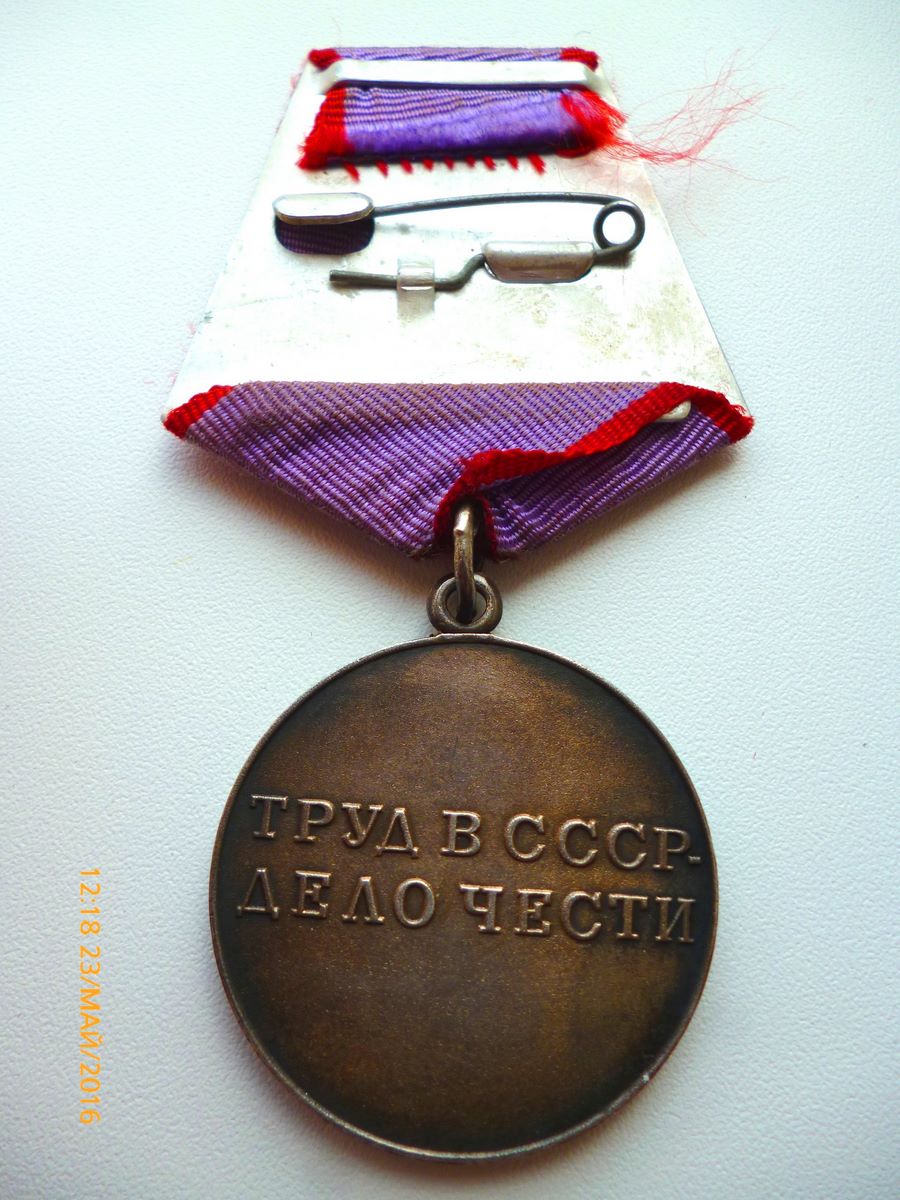 ТРУД В СССР-
ДЕЛО ЧЕСТИ
12:18 23/МАЙ/2016